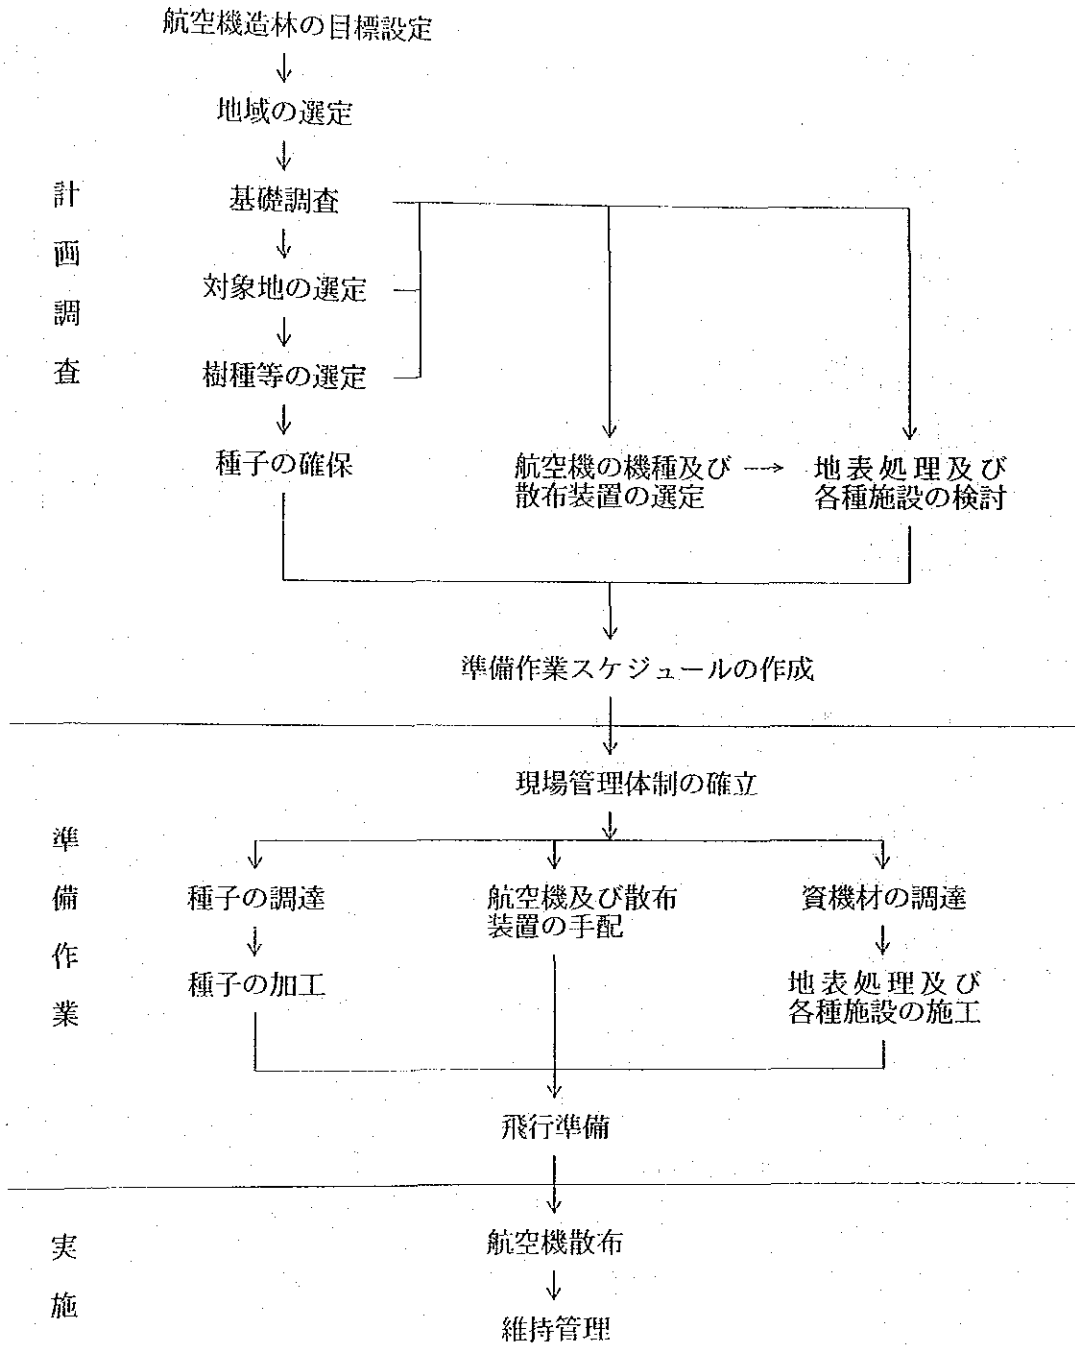 航空機造林の目標設定
地域の選定
計画調査
基礎調査
対象地の選定
樹種等の選定
種子の確保
航空機の機種及び
散布装置の選定
地表処理及び
各種施設の検討
準備作業スケジュールの作成
現場管理体制の確立
準備作業
種子の調達
航空機及び散布
装置の手配
資機材の調達
種子の加工
地表処理及び
各種施設の施工
飛行準備
実施
航空機散布
維持管理